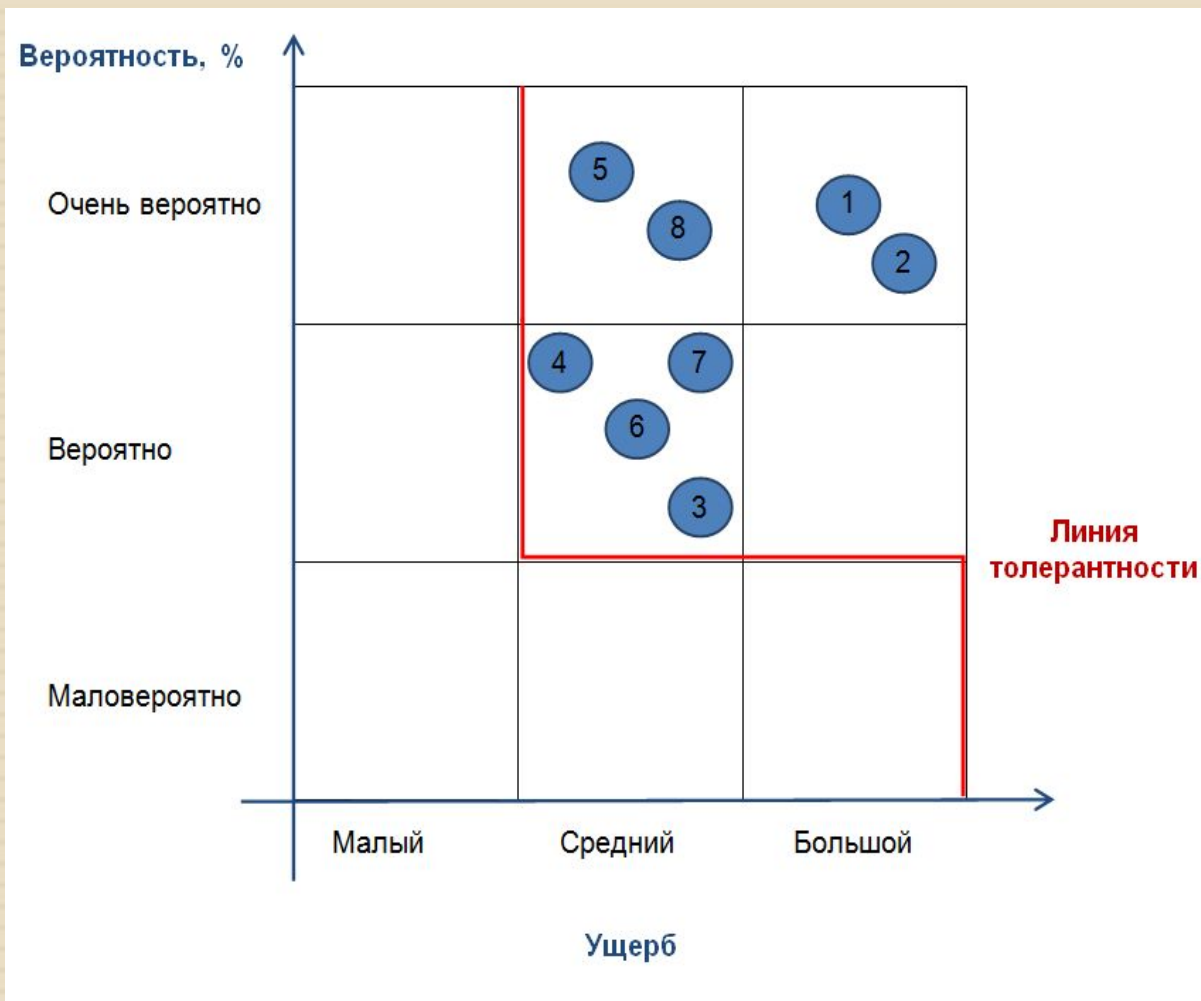 Вероятность, %
Очень вероятно
5
8
1
2
Вероятно
4
7
6
3
Линия
толерантности
Маловероятно
Малый Средний Большой
Ущерб